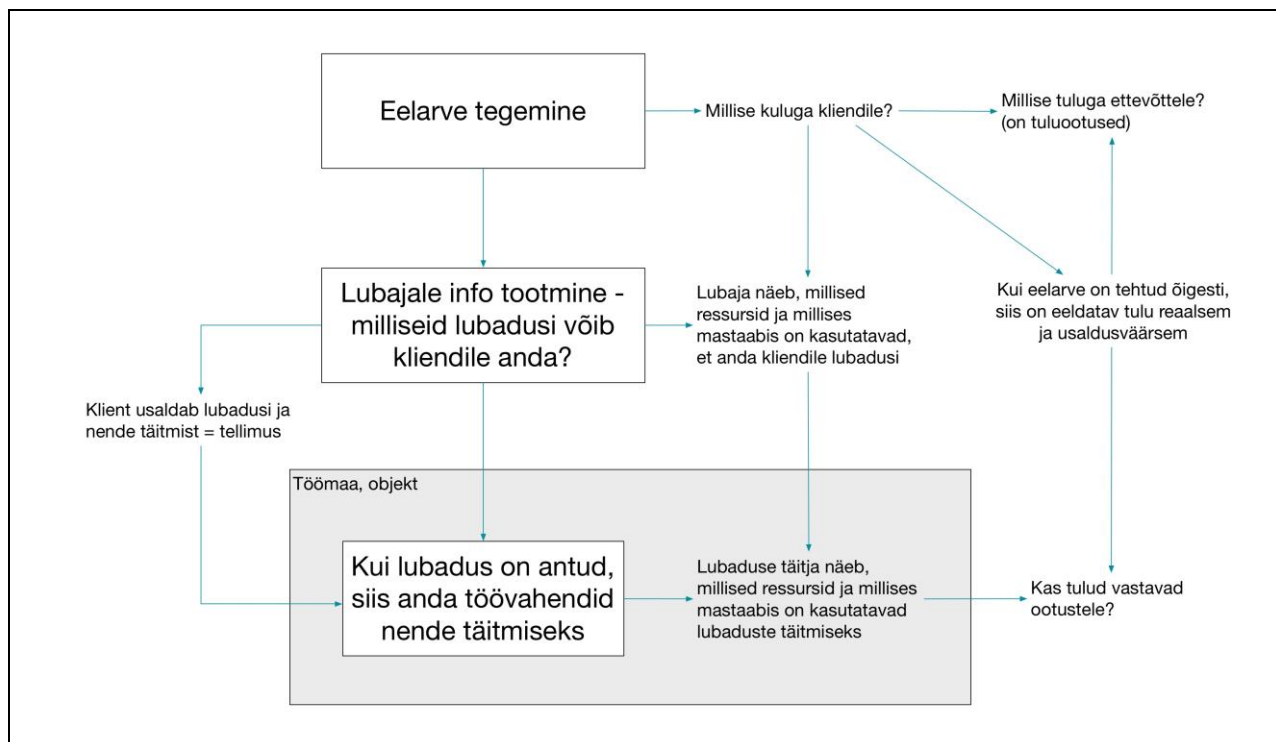 Eelarve tegemine
Millise kuluga kliendile?
Millise tuluga ettevõttele?
(on tuluootused)
Lubajale info tootmine -
milliseid lubadusi võib
kliendile anda?
Lubaja näeb, millised
ressursid ja millises
mastaabis on kasutatavad,
et anda kliendile lubadusi
Kui eelarve on tehtud õigesti,
siis on eeldatav tulu reaalsem
ja usaldusväärsem
Klient usaldab lubadusi ja
nende täitmist = tellimus
Töömaa, objekt
Kui lubadus on antud,
siis anda töövahendid
nende täitmiseks
Lubaduse täitja näeb,
millised ressursid ja millises
mastaabis on kasutatavad
lubaduste täitmiseks
Kas tulud vastavad
ootustele?